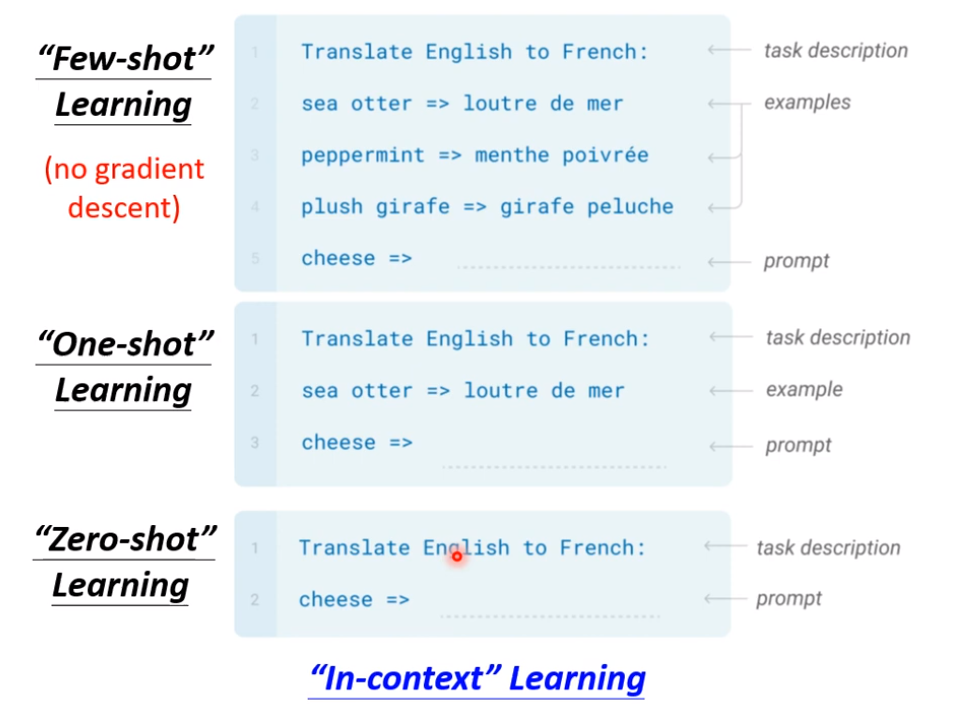 “Few-shot”
Learning
(no gradient
descent)
1 Translate English to French: task description
2 sea otter => loutre de mer examples
3 peppermint => menthe poivrée
4 plush girafe => girafe peluche
5 cheese => prompt
“One-shot”
Learning
1 Translate English to French: task description
2 sea otter => loutre de mer example
3 cheese => prompt
“Zero-shot”
Learning
1 Translate English to French: task description
2 cheese => prompt
“In-context” Learning